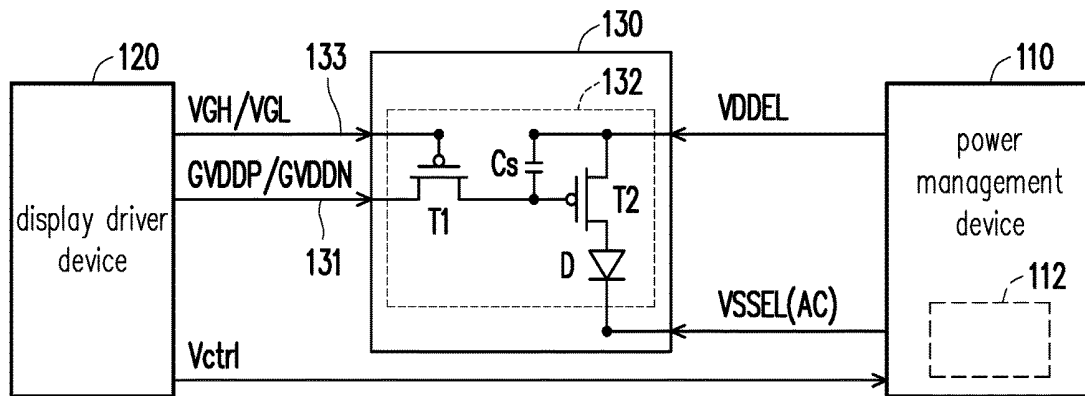 120
133
130
132
110
VGH/VGL
VDDEL
Cs
GVDDP/GVDDN
T1
T2
131
D
display driver
device
power
management
device
112
VSSEL(AC)
Vctrl